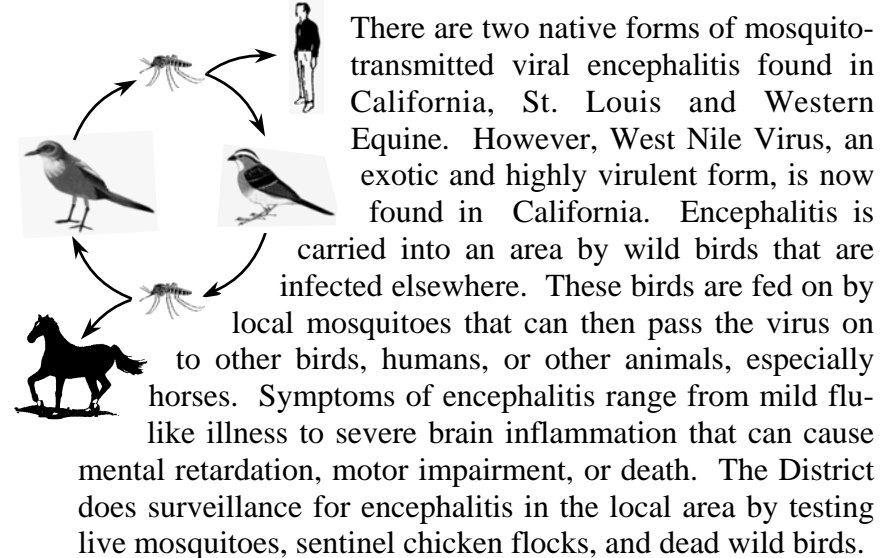 There are two native forms of mosquito-
transmitted viral encephalitis found in
California, St. Louis and Western
Equine. However, West Nile Virus, an
exotic and highly virulent form, is now
found in California. Encephalitis is
carried into an area by wild birds that are
infected elsewhere. These birds are fed on by
local mosquitoes that can then pass the virus on
to other birds, humans, or other animals, especially
horses. Symptoms of encephalitis range from mild flu-
like illness to severe brain inflammation that can cause
mental retardation, motor impairment, or death. The District
does surveillance for encephalitis in the local area by testing
live mosquitoes, sentinel chicken flocks, and dead wild birds.